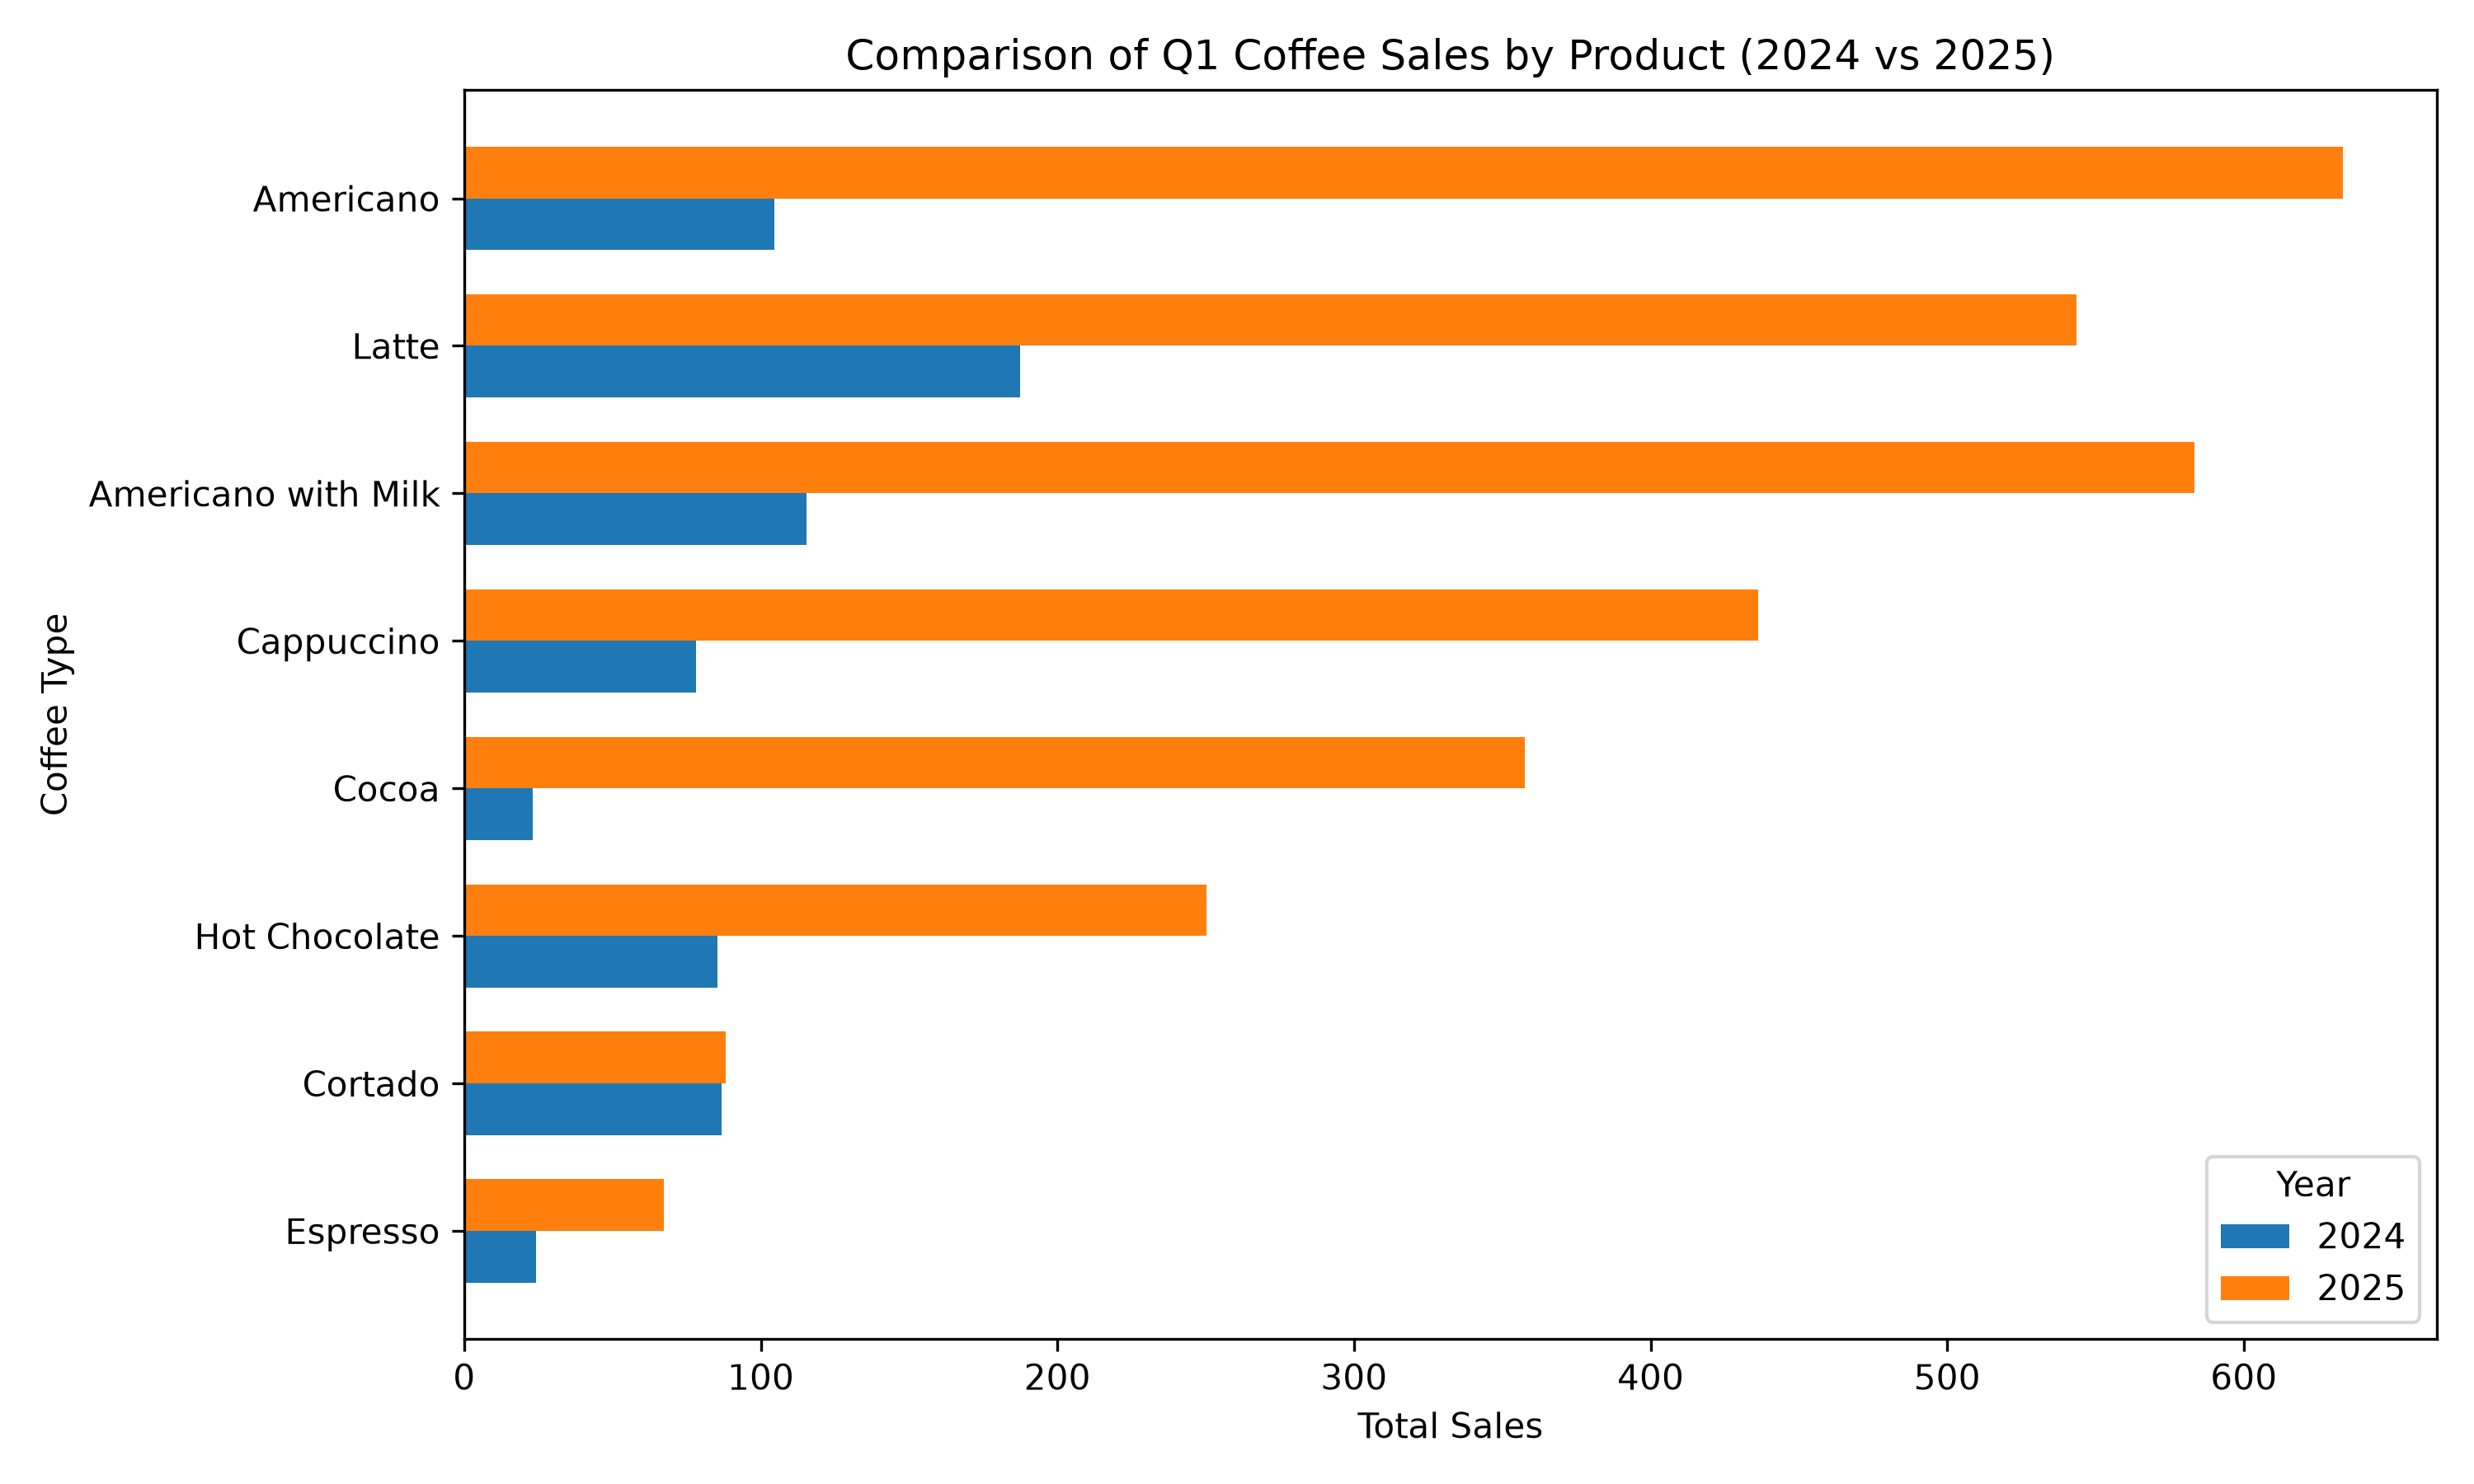 Comparison of Q1 Coffee Sales by Product (2024 vs 2025)
Coffee Type
Americano
Latte
Americano with Milk
Cappuccino
Cocoa
Hot Chocolate
Cortado
Espresso
Year
2024
2025
0 100 200 300 400 500 600
Total Sales